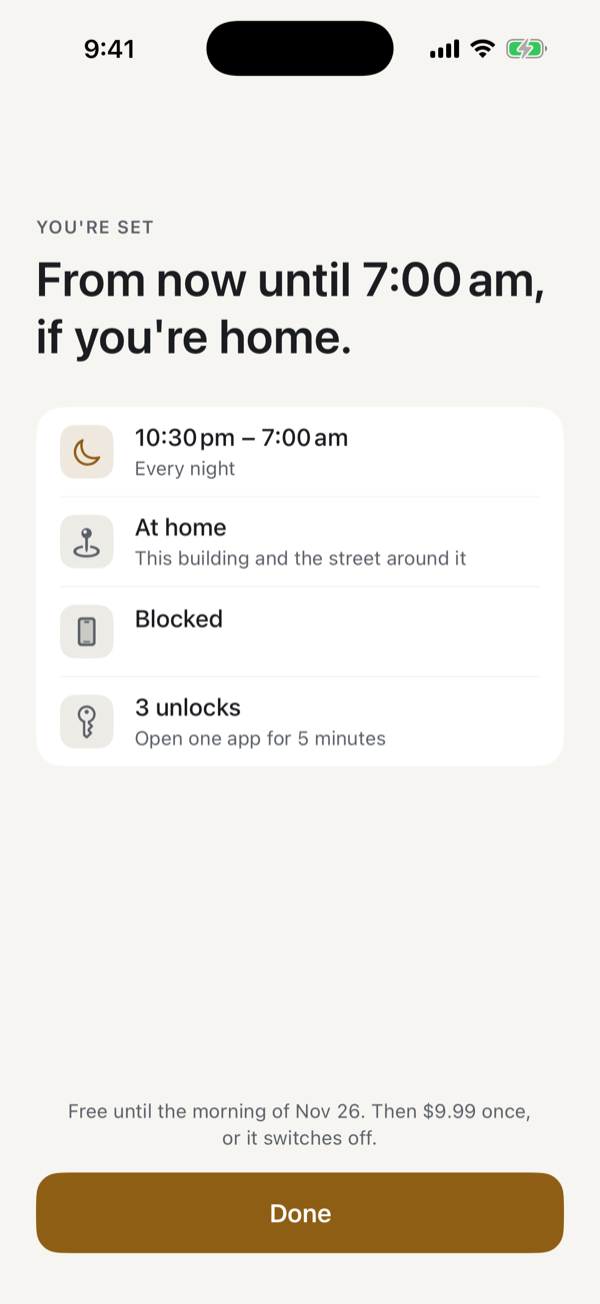 9:41
YOU'RE SET
From now until 7:00 am,
if you're home.
10:30 pm – 7:00 am
Every night
At home
This building and the street around it
Blocked
3 unlocks
Open one app for 5 minutes
Free until the morning of Nov 26. Then $9.99 once,
or it switches off.
Done